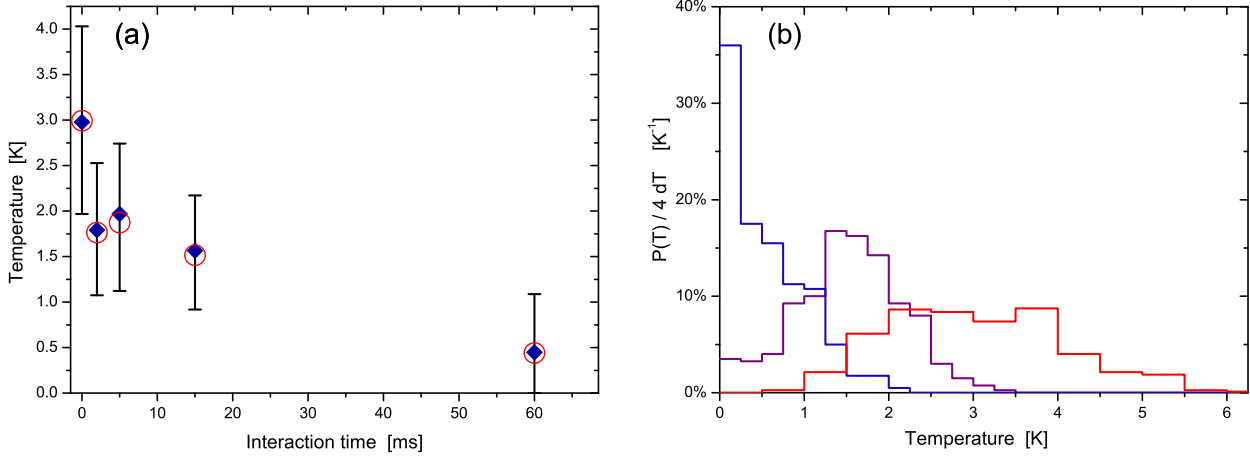 (a)
Temperature [K]
4.0
3.5
3.0
2.5
2.0
1.5
1.0
0.5
0.0
0 10 20 30 40 50 60
Interaction time [ms]
(b)
P(T) / 4 dT [K⁻¹]
40%
30%
20%
10%
0%
0 1 2 3 4 5 6
Temperature [K]